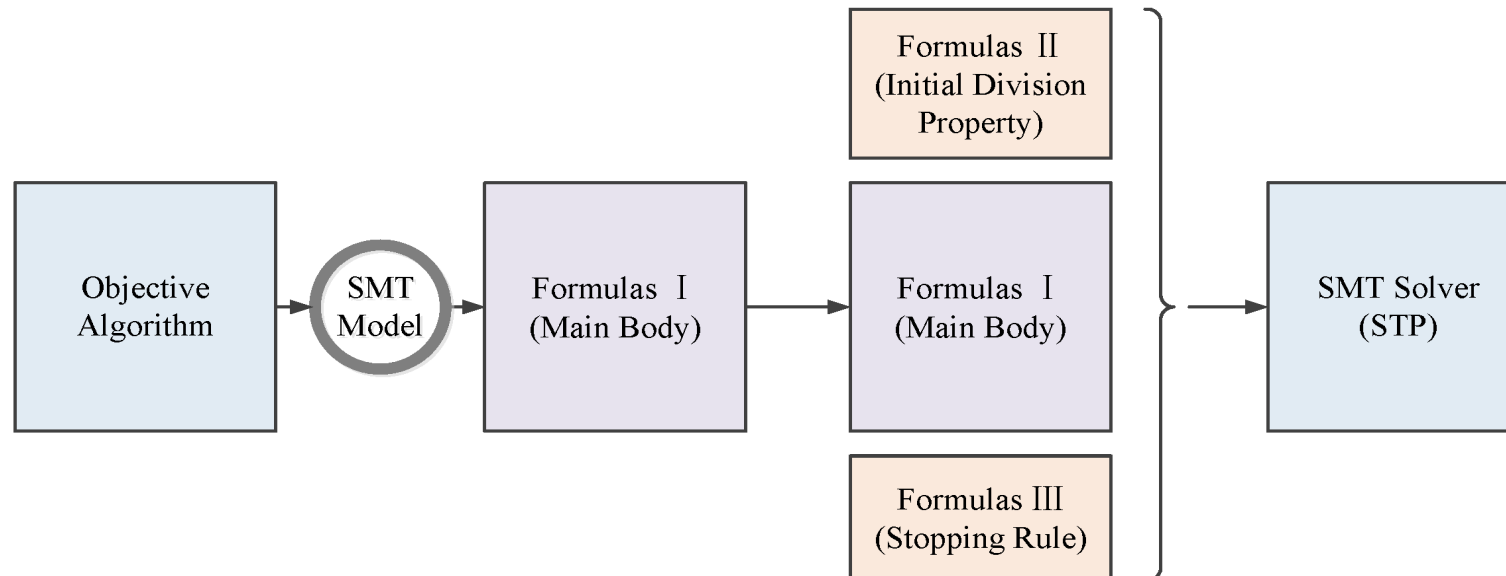 Objective
Algorithm
SMT
Model
Formulas Ⅰ
(Main Body)
Formulas Ⅱ
(Initial Division
Property)
Formulas Ⅰ
(Main Body)
Formulas Ⅲ
(Stopping Rule)
SMT Solver
(STP)